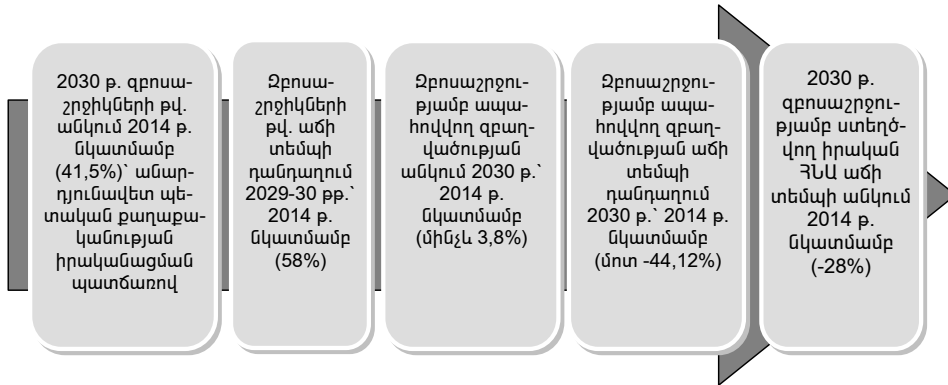 2030 թ. զբոսա-
շրջիկների թվ.
անկում 2014 թ.
նկատմամբ
(41,5%)` անար-
դյունավետ պե-
տական քաղաքա-
կանության
իրականացման
պատճառով
Զբոսա-
շրջիկների
թվ. աճի
տեմպի
դանդաղում
2029-30 թթ.`
2014 թ.
նկատմամբ
(58%)
Զբոսաշրջու-
թյամբ ապա-
հովվող զբաղ-
վածության
անկում 2030 թ.`
2014 թ.
նկատմամբ
(մինչև 3,8%)
Զբոսաշրջու-
թյամբ ապա-
հովվող զբաղ-
վածության աճի
տեմպի
դանդաղում
2030 թ.` 2014 թ.
նկատմամբ
(մոտ -44,12%)
2030 թ.
զբոսաշրջու-
թյամբ ստեղծ-
վող իրական
ՀՆԱ աճի
տեմպի անկում
2014 թ.
նկատմամբ
(-28%)